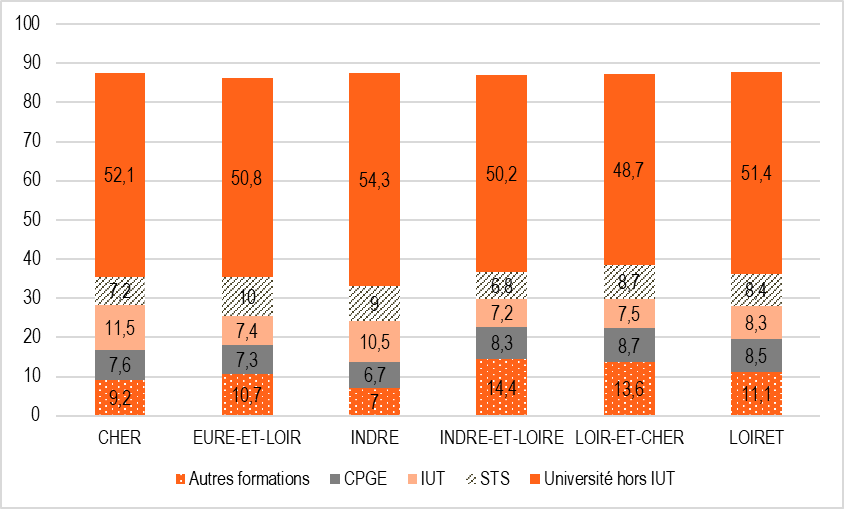 100
90
80
70
60
50
40
30
20
10
0
52,1 50,8 54,3 50,2 48,7 51,4
7,2 10 9 6,8 8,7 8,4
11,5 7,4 10,5 7,2 7,5 8,3
7,6 7,3 6,7 8,3 8,7 8,5
9,2 10,7 7 14,4 13,6 11,1
CHER EURE-ET-LOIR INDRE INDRE-ET-LOIRE LOIR-ET-CHER LOIRET
Autres formations CPGE IUT STS Université hors IUT